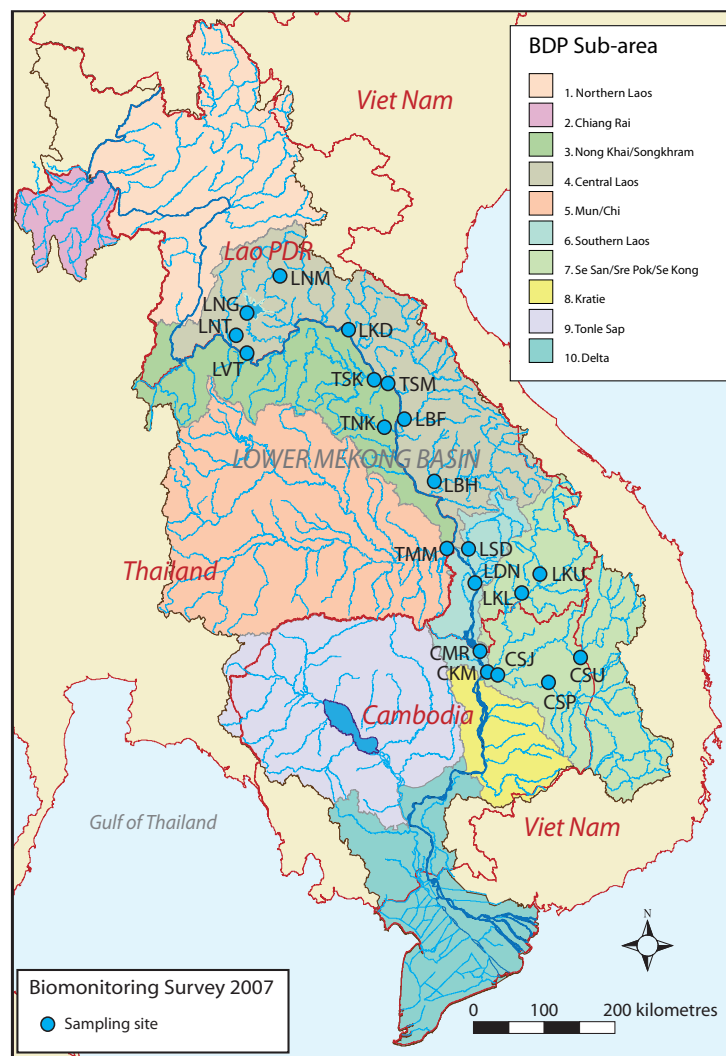 BDP Sub-area
1. Northern Laos
2. Chiang Rai
3. Nong Khai/Songkhram
4. Central Laos
5. Mun/Chi
6. Southern Laos
7. Se San/Sre Pok/Se Kong
8. Kratie
9. Tonle Sap
10. Delta
Viet Nam
Lao PDR
LNM
LNG
LNT
LKD
LVT
TSK
TSM
TNK
LBF
LOWER MEKONG BASIN
LBH
TMM
LSD
Thailand
LDN
LKU
LKL
CMR
CKM
CSJ
CSU
CSP
Cambodia
Gulf of Thailand
Viet Nam
N
Biomonitoring Survey 2007
Sampling site
0 100 200 kilometres